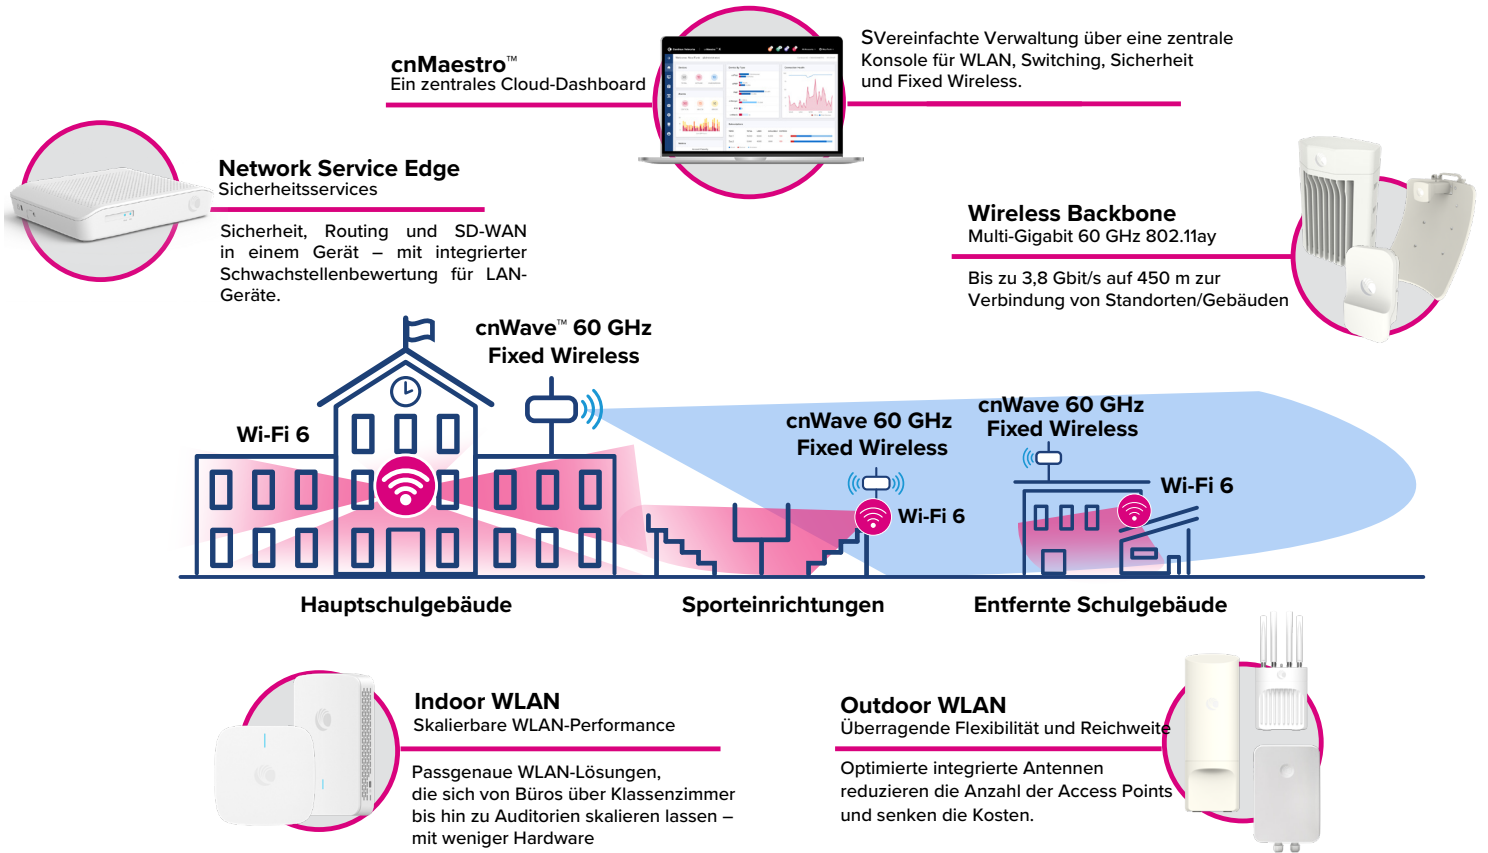 cnMaestro™
Ein zentrales Cloud-Dashboard
SVereinfachte Verwaltung über eine zentrale
Konsole für WLAN, Switching, Sicherheit
und Fixed Wireless.
Network Service Edge
Sicherheitsservices
Sicherheit, Routing und SD-WAN
in einem Gerät – mit integrierter
Schwachstellenbewertung für LAN-
Geräte.
Wireless Backbone
Multi-Gigabit 60 GHz 802.11ay
Bis zu 3,8 Gbit/s auf 450 m zur
Verbindung von Standorten/Gebäuden
cnWave™ 60 GHz
Fixed Wireless
Wi-Fi 6
cnWave 60 GHz
Fixed Wireless
Wi-Fi 6
cnWave 60 GHz
Fixed Wireless
Wi-Fi 6
Hauptschulgebäude
Sporteinrichtungen
Entfernte Schulgebäude
Indoor WLAN
Skalierbare WLAN-Performance
Passgenaue WLAN-Lösungen,
die sich von Büros über Klassenzimmer
bis hin zu Auditorien skalieren lassen –
mit weniger Hardware
Outdoor WLAN
Überragende Flexibilität und Reichweite
Optimierte integrierte Antennen
reduzieren die Anzahl der Access Points
und senken die Kosten.